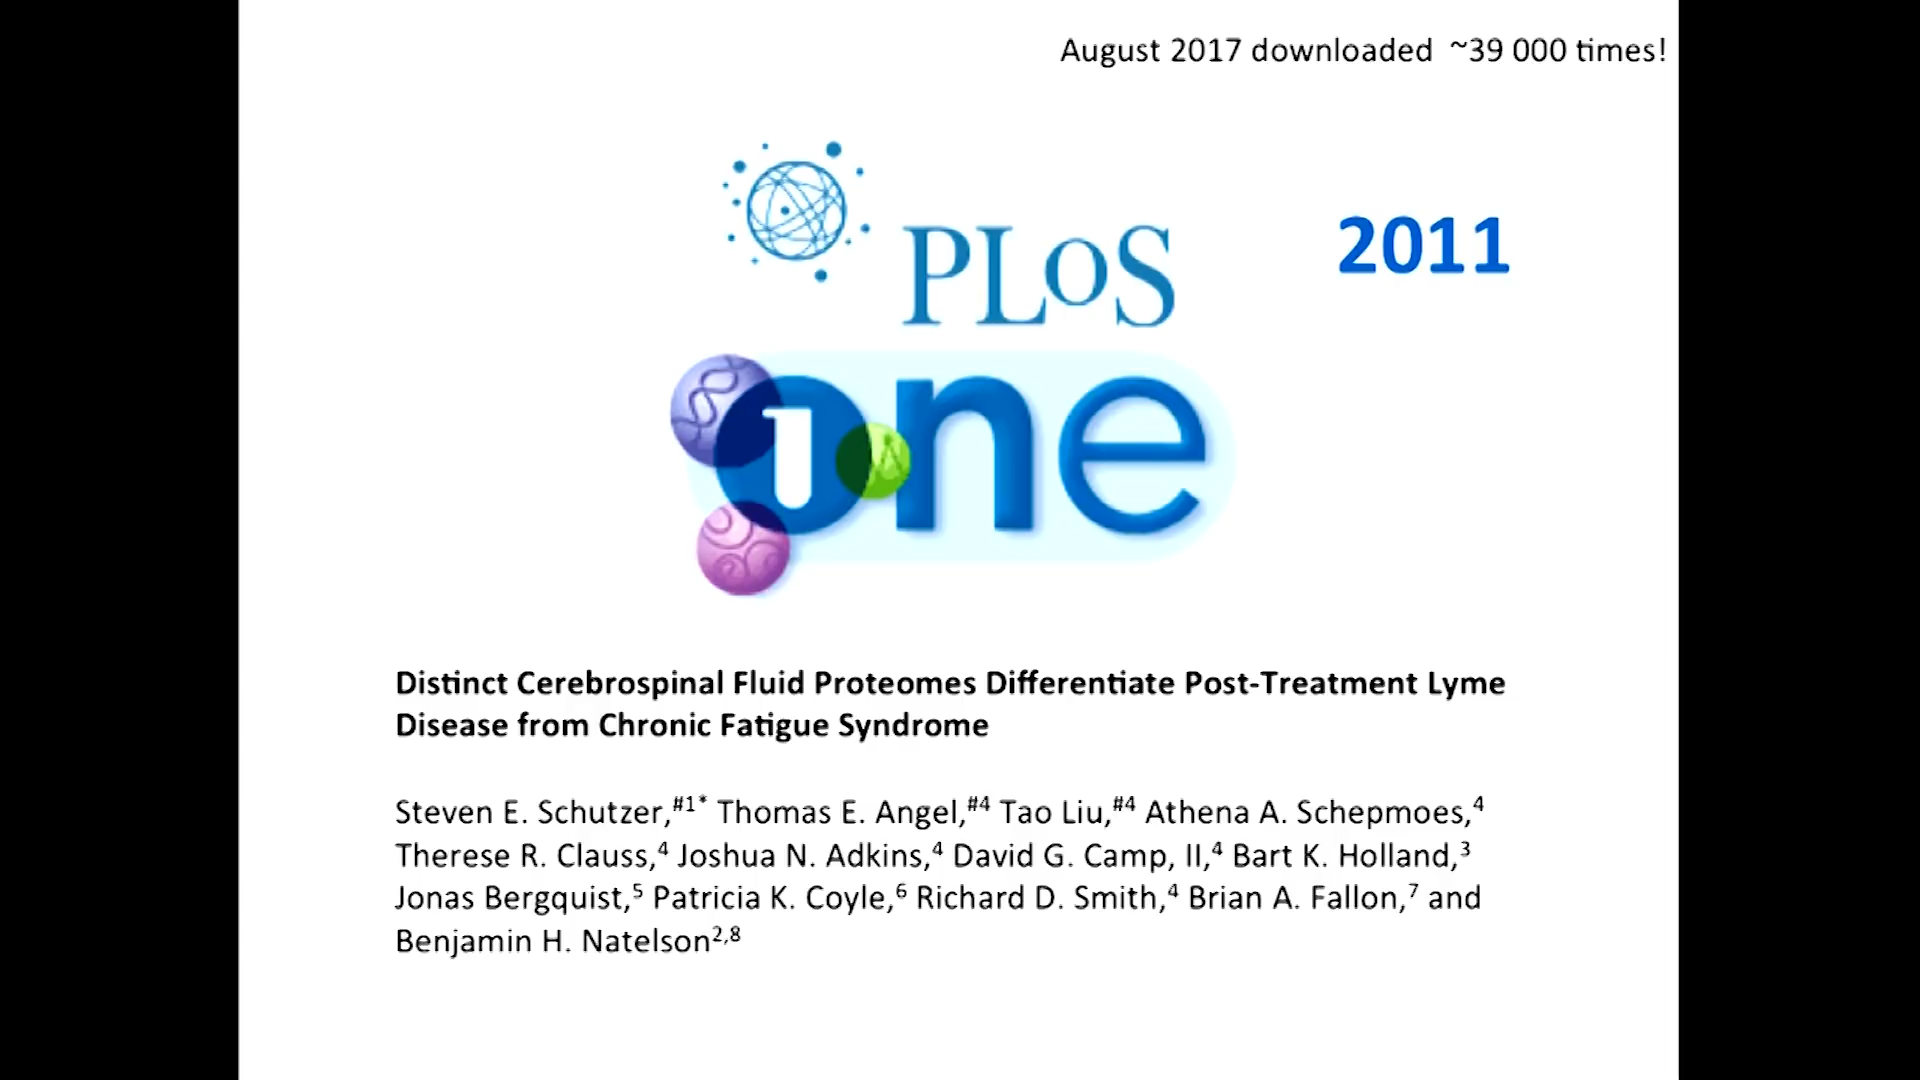 August 2017 downloaded ~39 000 times!
PLoS
2011
one
1
Distinct Cerebrospinal Fluid Proteomes Differentiate Post-Treatment Lyme
Disease from Chronic Fatigue Syndrome
Steven E. Schutzer,#1* Thomas E. Angel,#4 Tao Liu,#4 Athena A. Schepmoes,4
Therese R. Clauss,4 Joshua N. Adkins,4 David G. Camp, II,4 Bart K. Holland,3
Jonas Bergquist,5 Patricia K. Coyle,6 Richard D. Smith,4 Brian A. Fallon,7 and
Benjamin H. Natelson2,8